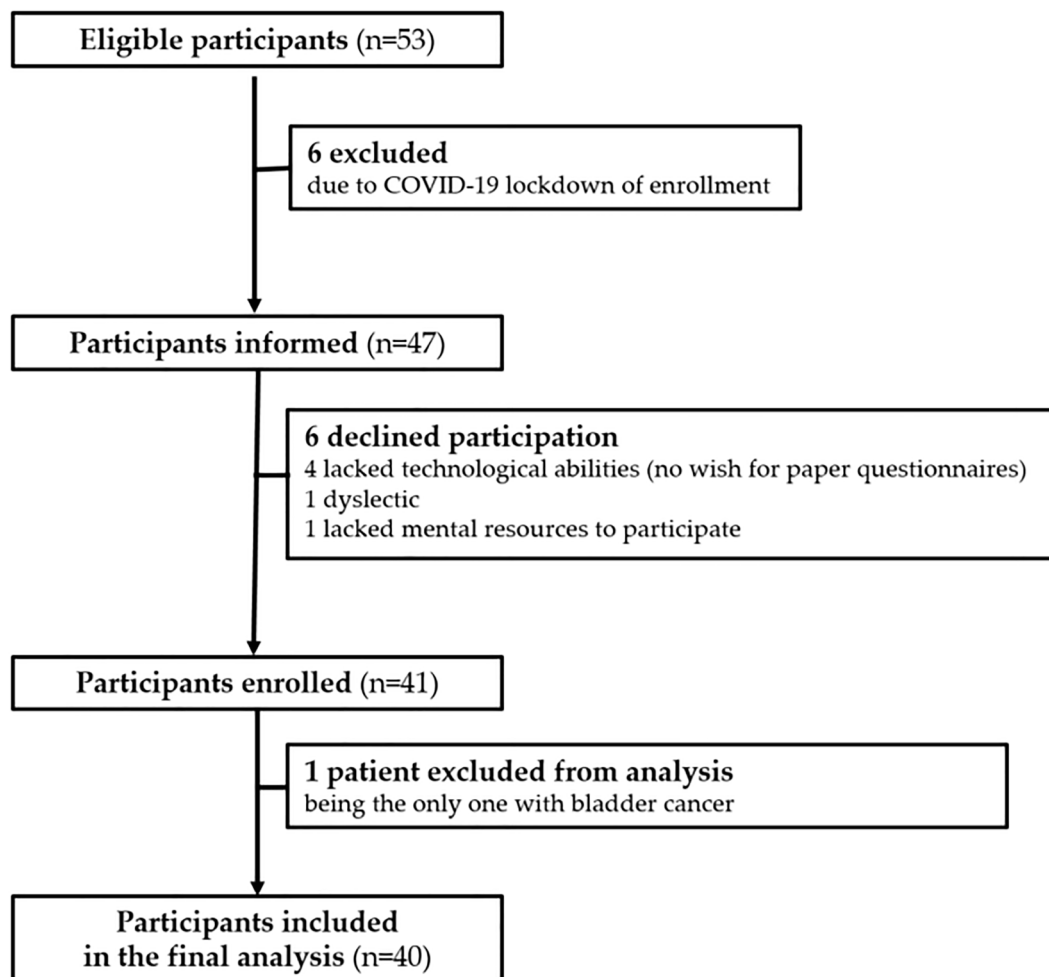 Eligible participants (n=53)
6 excluded
due to COVID-19 lockdown of enrollment
Participants informed (n=47)
6 declined participation
4 lacked technological abilities (no wish for paper questionnaires)
1 dyslectic
1 lacked mental resources to participate
Participants enrolled (n=41)
1 patient excluded from analysis
being the only one with bladder cancer
Participants included
in the final analysis (n=40)